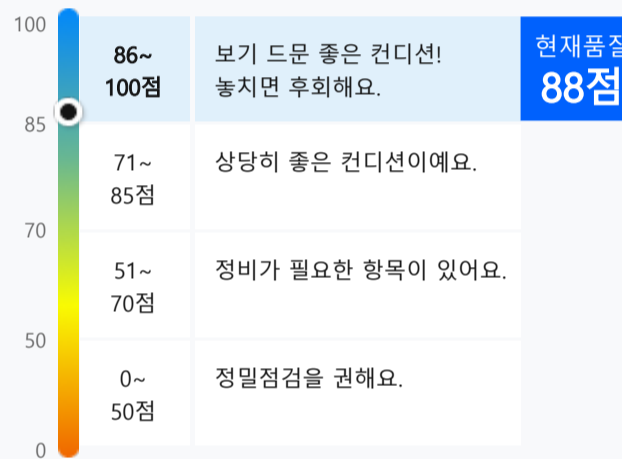 100
86~
100점
보기 드문 좋은 컨디션!
놓치면 후회해요.
현재품질
88점
85
71~
85점
상당히 좋은 컨디션이예요.
70
51~
70점
정비가 필요한 항목이 있어요.
50
0~
50점
정밀점검을 권해요.
0